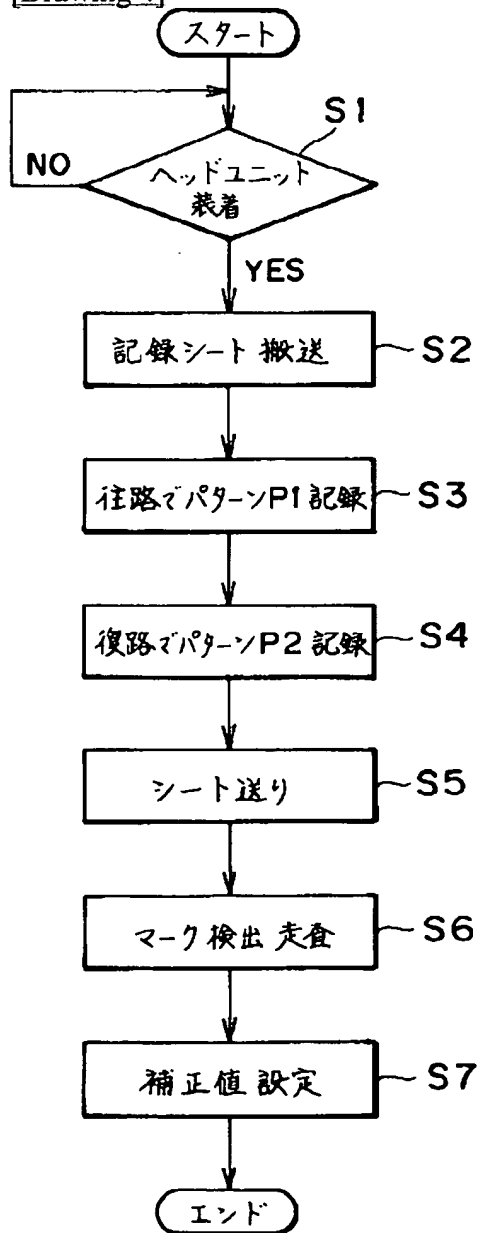 スタート
S1
NO
ヘッドユニット
装着
YES
記録シート 搬送
S2
往路でパターンP1 記録
S3
復路でパターンP2 記録
S4
シート送り
S5
マーク 検出 走査
S6
補正値 設定
S7
エンド